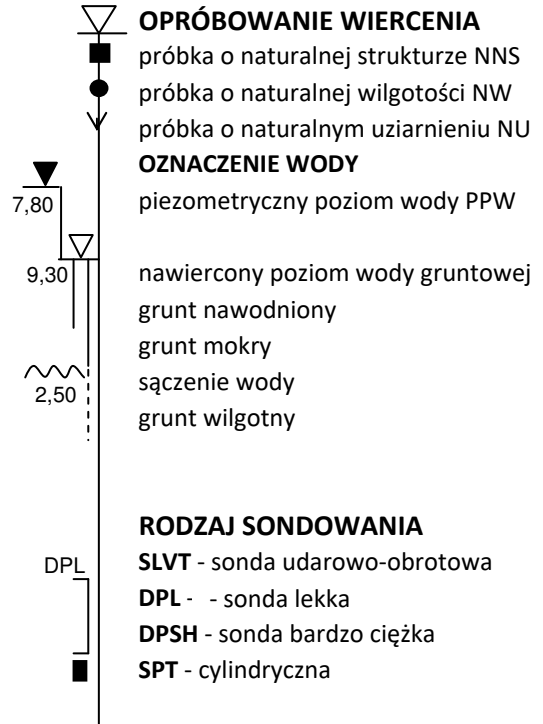 OPRÓBOWANIE WIERCENIA
próbka o naturalnej strukturze NNS
próbka o naturalnej wilgotości NW
próbka o naturalnym uziarnieniu NU
OZNACZENIE WODY
7,80 piezometryczny poziom wody PPW
9,30 nawiercony poziom wody gruntowej
grunt nawodniony
grunt mokry
sączenie wody
2,50
grunt wilgotny
RODZAJ SONDOWANIA
DPL SLVT - sonda udarowo-obrotowa
DPL - - sonda lekka
DPSH - sonda bardzo ciężka
SPT - cylindryczna